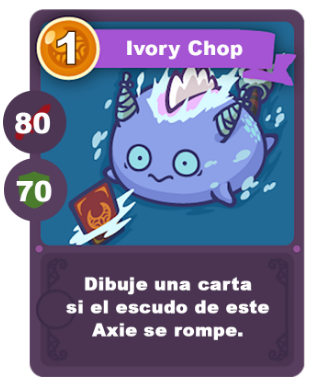 1
Ivory Chop
80
70
Dibuje una carta
si el escudo de este
Axie se rompe.